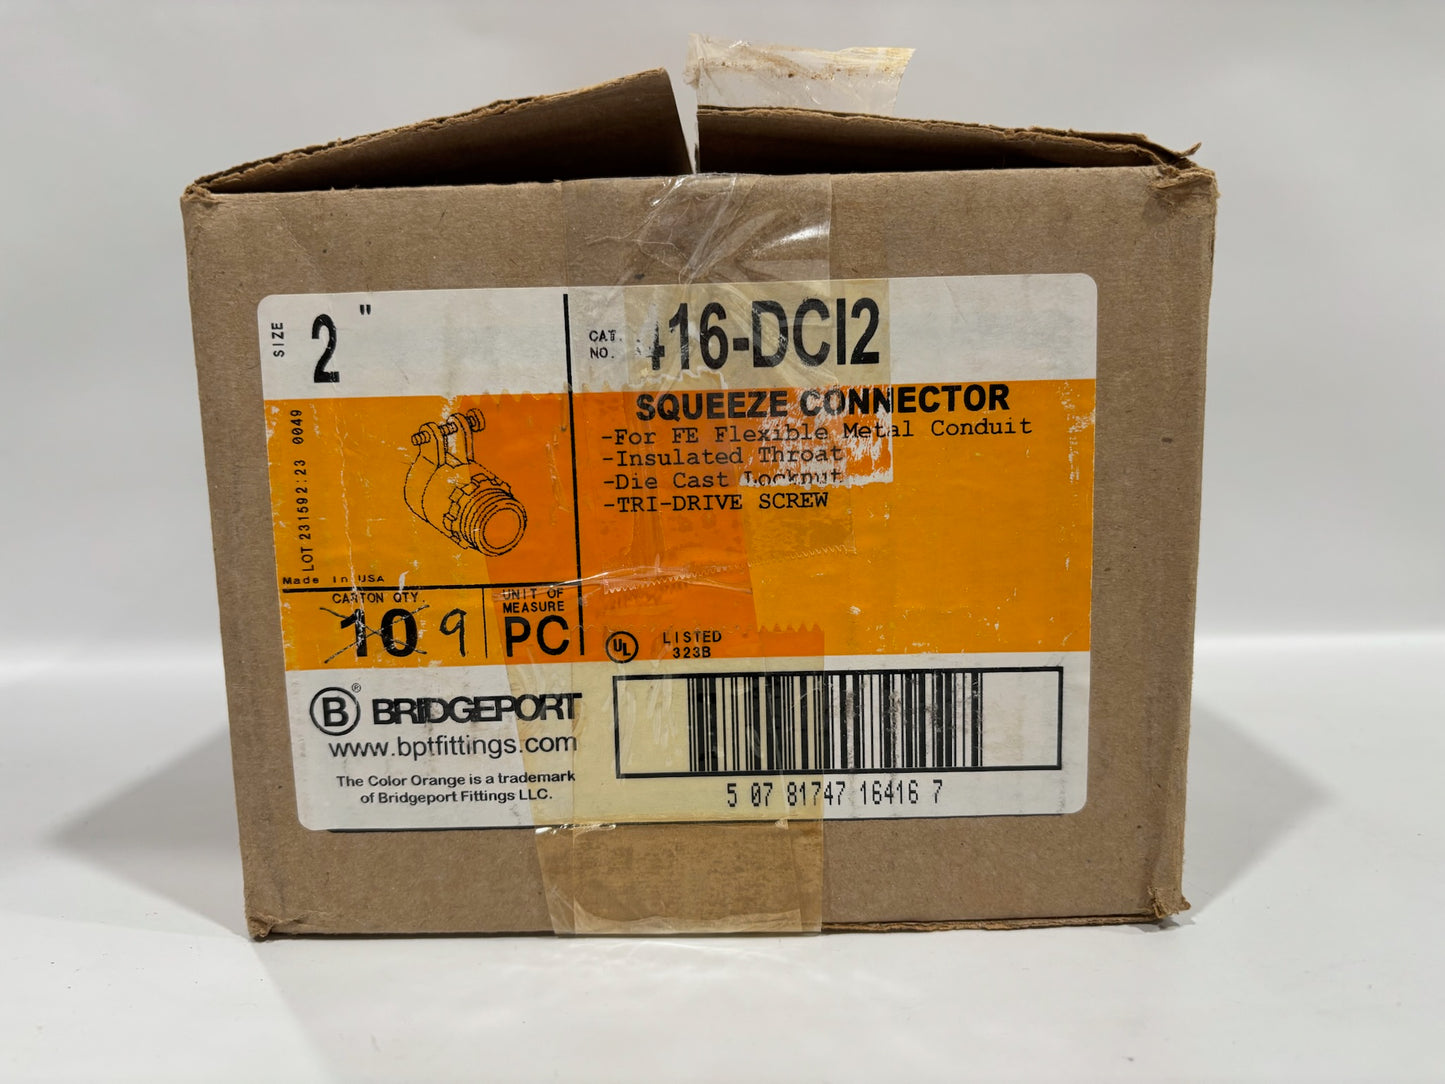 SIZE 2"
CAT. NO. 416-DCI2
SQUEEZE CONNECTOR
-For FE Flexible Metal Conduit
-Insulated Throat
-Die Cast Locknut
-TRI-DRIVE SCREW
LOT 231592:23 0049
Made In USA
CARTON QTY.
10 9
UNIT OF
MEASURE
PC
UL LISTED
323B
B® BRIDGEPORT
www.bptfittings.com
The Color Orange is a trademark
of Bridgeport Fittings LLC.
5 07 81747 16416 7